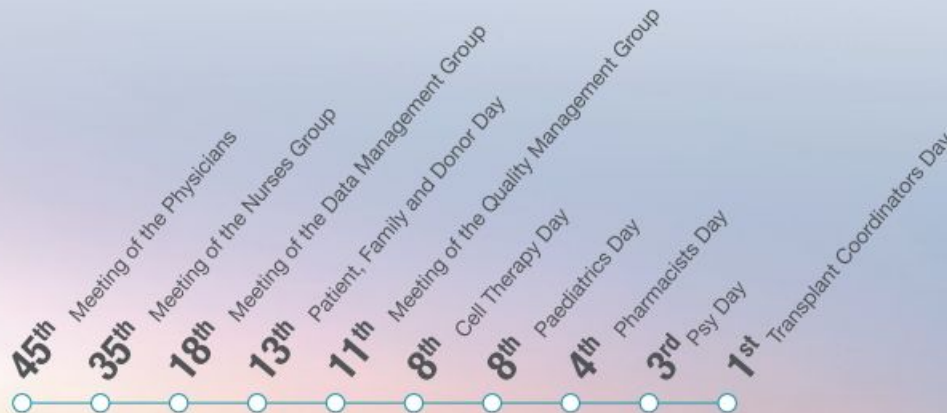 45th Meeting of the Physicians
35th Meeting of the Nurses Group
18th Meeting of the Data Management Group
13th Patient, Family and Donor Day
11th Meeting of the Quality Management Group
8th Cell Therapy Day
8th Paediatrics Day
4th Pharmacists Day
3rd Psy Day
1st Transplant Coordinators Day